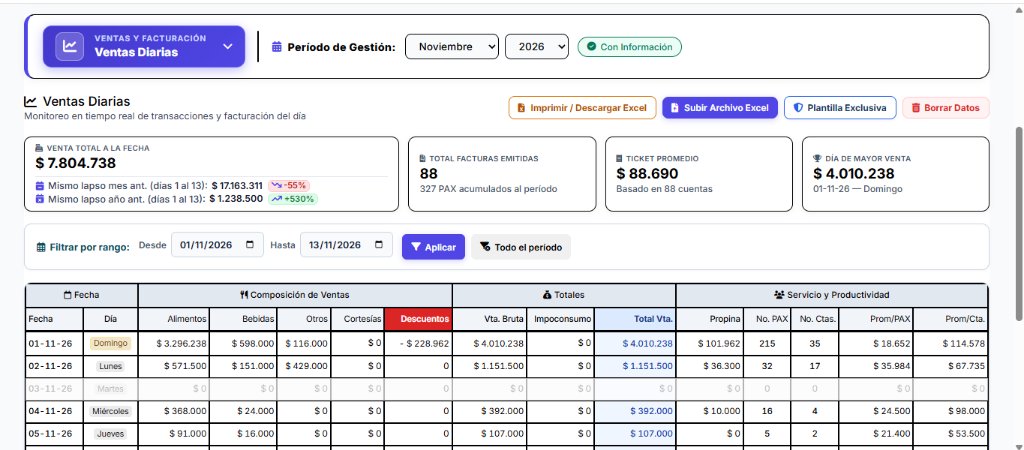 VENTAS Y FACTURACIÓN
Ventas Diarias
Período de Gestión: Noviembre 2026 Con Información
Ventas Diarias
Monitoreo en tiempo real de transacciones y facturación del día
Imprimir / Descargar Excel Subir Archivo Excel Plantilla Exclusiva Borrar Datos
VENTA TOTAL A LA FECHA
$ 7.804.738
Mismo lapso mes ant. (días 1 al 13): $ 17.163.311 -55%
Mismo lapso año ant. (días 1 al 13): $ 1.238.500 +530%
TOTAL FACTURAS EMITIDAS
88
327 PAX acumulados al período
TICKET PROMEDIO
$ 88.690
Basado en 88 cuentas
DÍA DE MAYOR VENTA
$ 4.010.238
01-11-26 — Domingo
Filtrar por rango: Desde 01/11/2026 Hasta 13/11/2026 Aplicar Todo el periodo
Fecha Composición de Ventas Totales Servicio y Productividad
Fecha Día Alimentos Bebidas Otros Cortesías Descuentos Vta. Bruta Impoconsumo Total Vta. Propina No. PAX No. Ctas. Prom/PAX Prom/Cta.
01-11-26 Domingo $ 3.296.238 $ 598.000 $ 116.000 $ 0 - $ 228.962 $ 4.010.238 $ 0 $ 4.010.238 $ 101.962 215 35 $ 18.652 $ 114.578
02-11-26 Lunes $ 571.500 $ 151.000 $ 429.000 $ 0 0 $ 1.151.500 $ 0 $ 1.151.500 $ 36.300 32 17 $ 35.984 $ 67.735
03-11-26 Martes $ 0 $ 0 $ 0 $ 0 0 $ 0 $ 0 $ 0 $ 0 0 0 $ 0 $ 0
04-11-26 Miércoles $ 368.000 $ 24.000 $ 0 $ 0 0 $ 392.000 $ 0 $ 392.000 $ 10.000 16 4 $ 24.500 $ 98.000
05-11-26 Jueves $ 91.000 $ 16.000 $ 0 $ 0 0 $ 107.000 $ 0 $ 107.000 $ 0 5 2 $ 21.400 $ 53.500